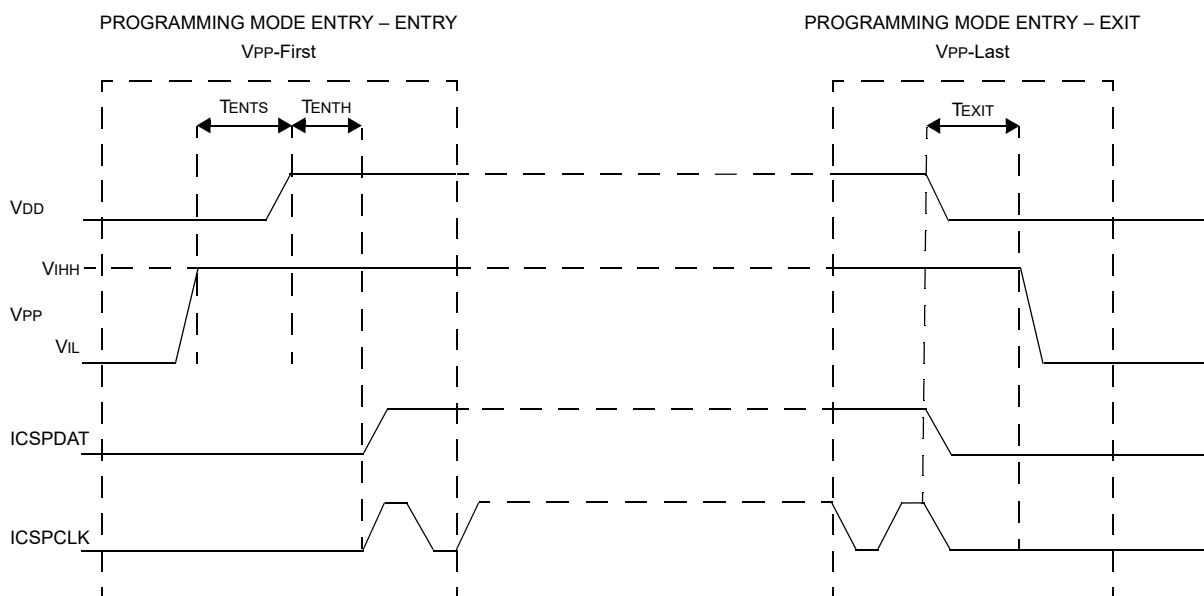 PROGRAMMING MODE ENTRY – ENTRY
VPP-First
PROGRAMMING MODE ENTRY – EXIT
VPP-Last
TENTS
TENTH
TEXIT
VDD
VIHH
VPP
VIL
ICSPDAT
ICSPCLK